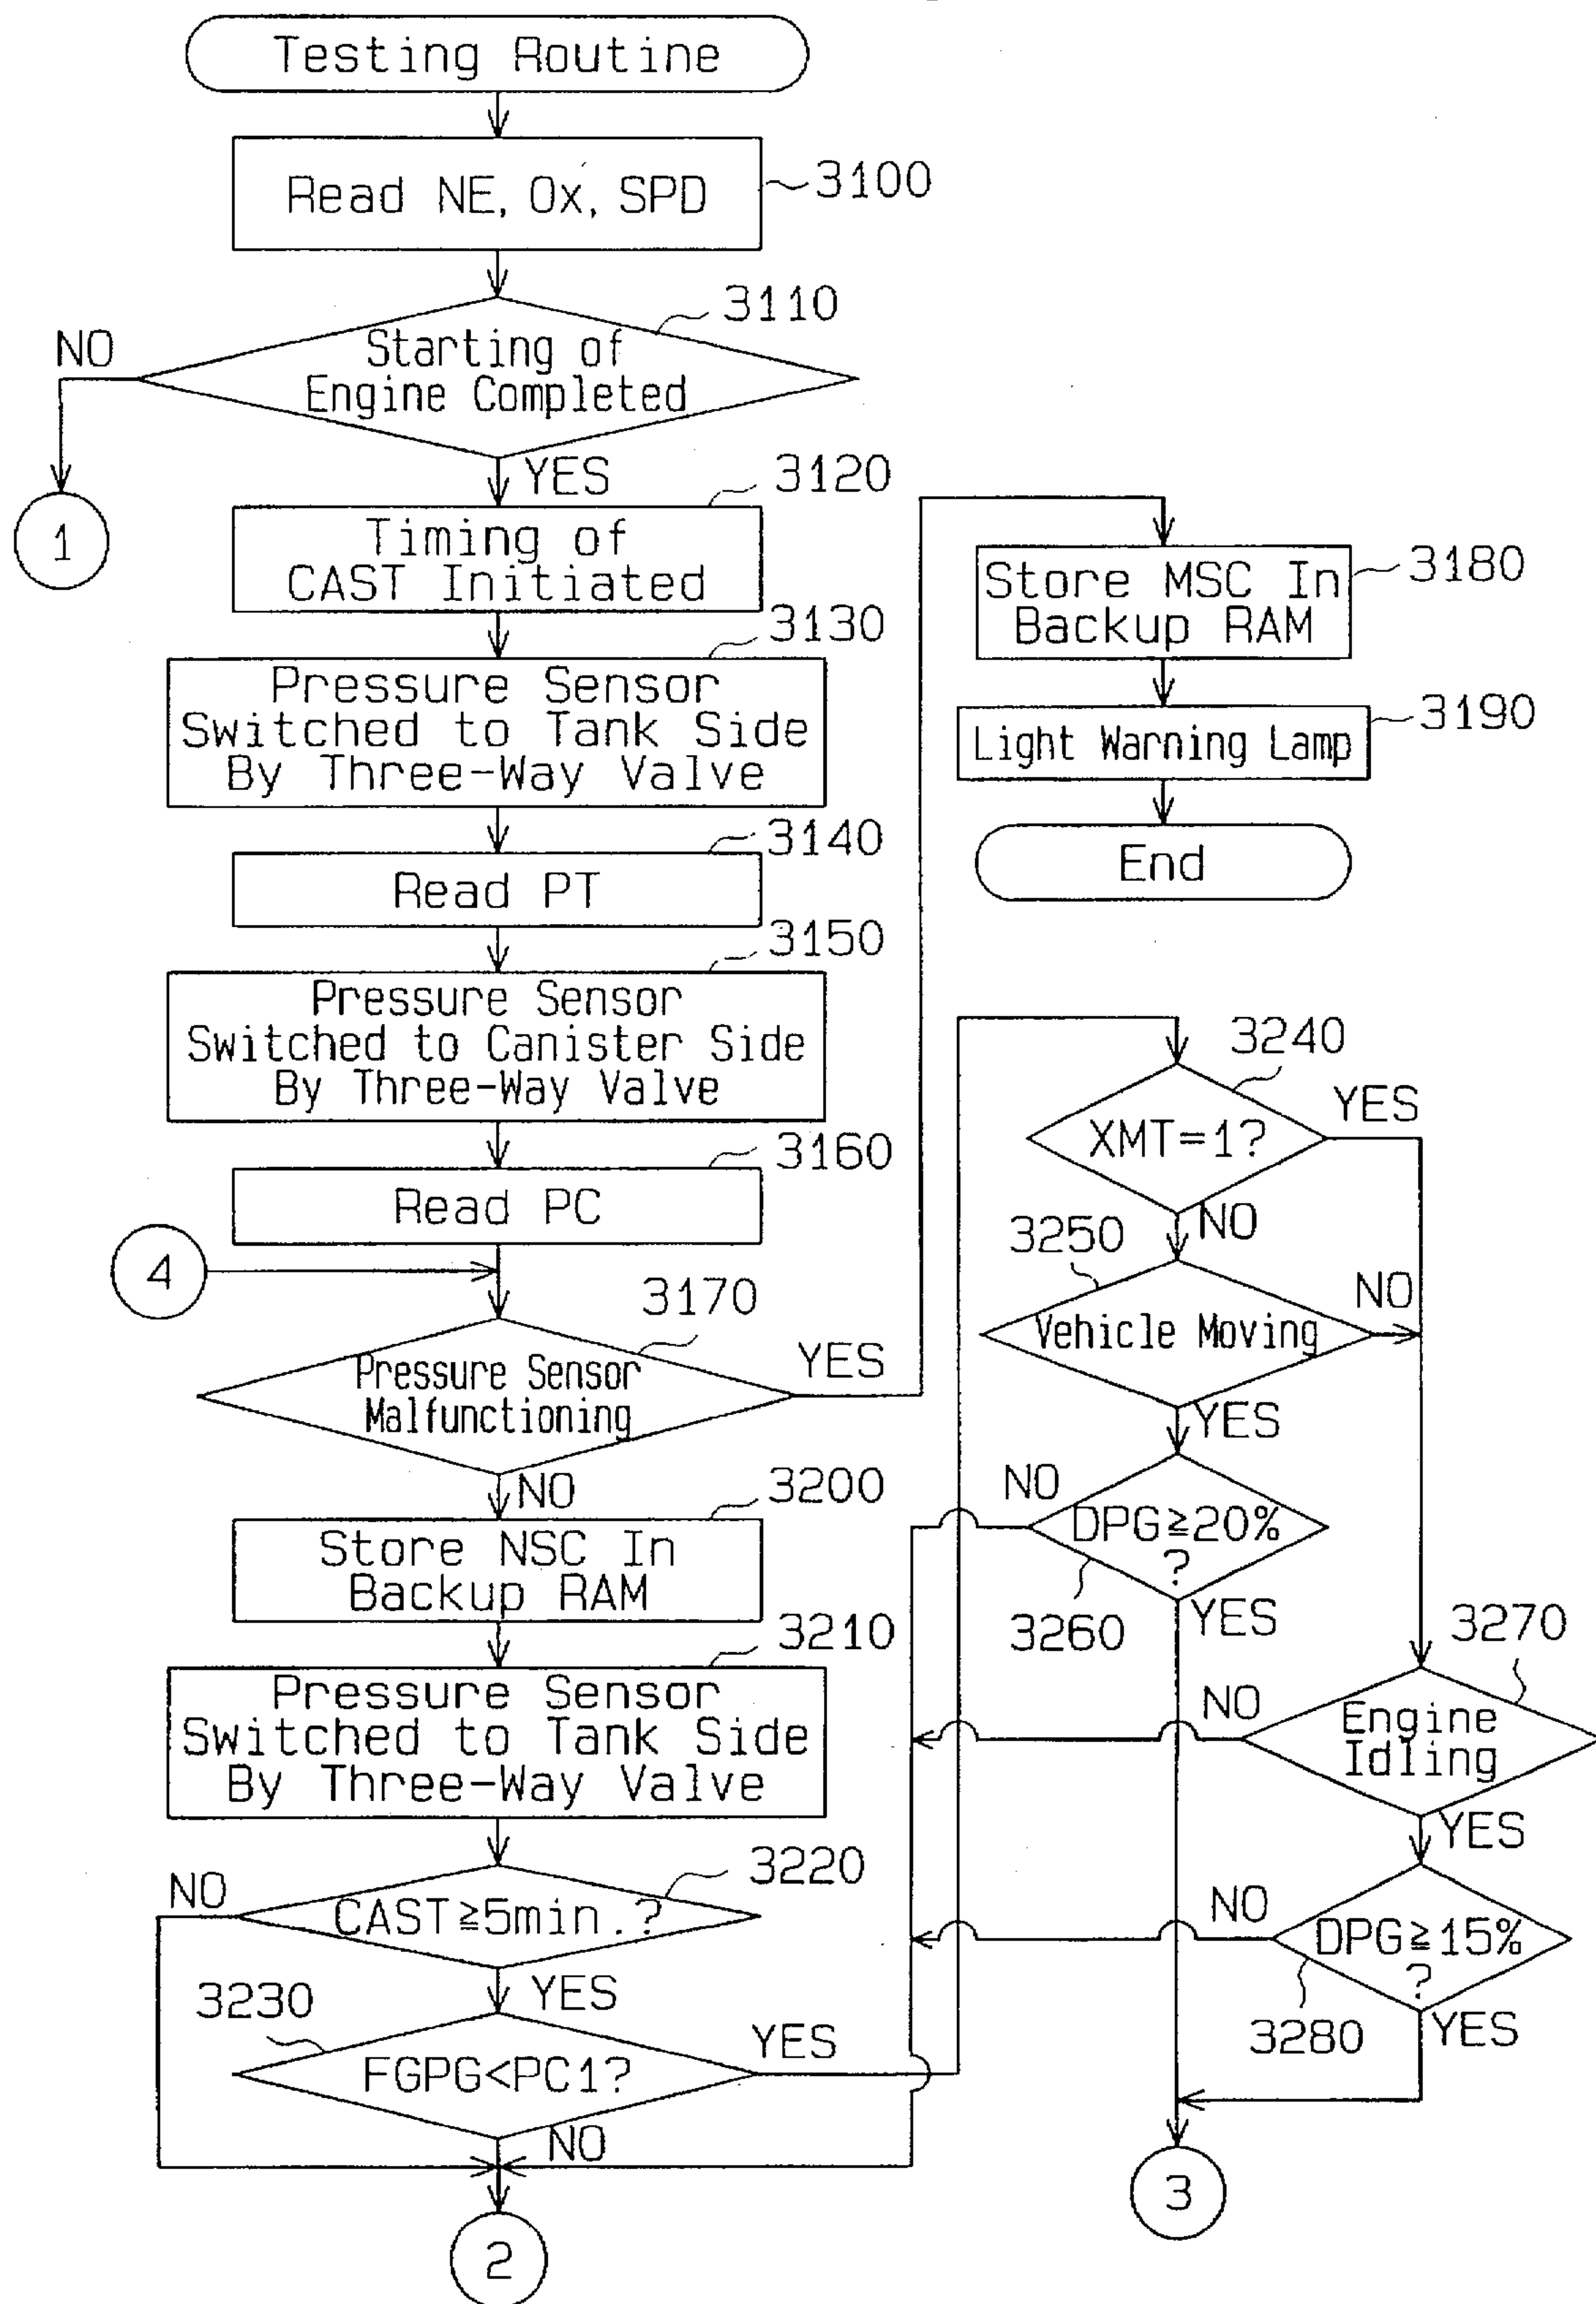 Testing Routine
Read NE, Ox, SPD
3100
3110
NO
Starting of
Engine Completed
YES
3120
1
Timing of
CAST Initiated
3130
Pressure Sensor
Switched to Tank Side
By Three-Way Valve
3140
Read PT
3150
Pressure Sensor
Switched to Canister Side
By Three-Way Valve
3160
Read PC
4
3170
Pressure Sensor
Malfunctioning
YES
NO
Store MSC In
Backup RAM
3180
Light Warning Lamp
3190
End
3200
Store NSC In
Backup RAM
3210
Pressure Sensor
Switched to Tank Side
By Three-Way Valve
3220
NO
CAST≧5min.?
YES
3230
FGPG<PC1?
YES
NO
2
3240
XMT=1?
YES
NO
3250
Vehicle Moving
NO
YES
NO
DPG≧20%
?
3260
YES
3270
NO
Engine
Idling
YES
NO
DPG≧15%
?
3280
YES
3